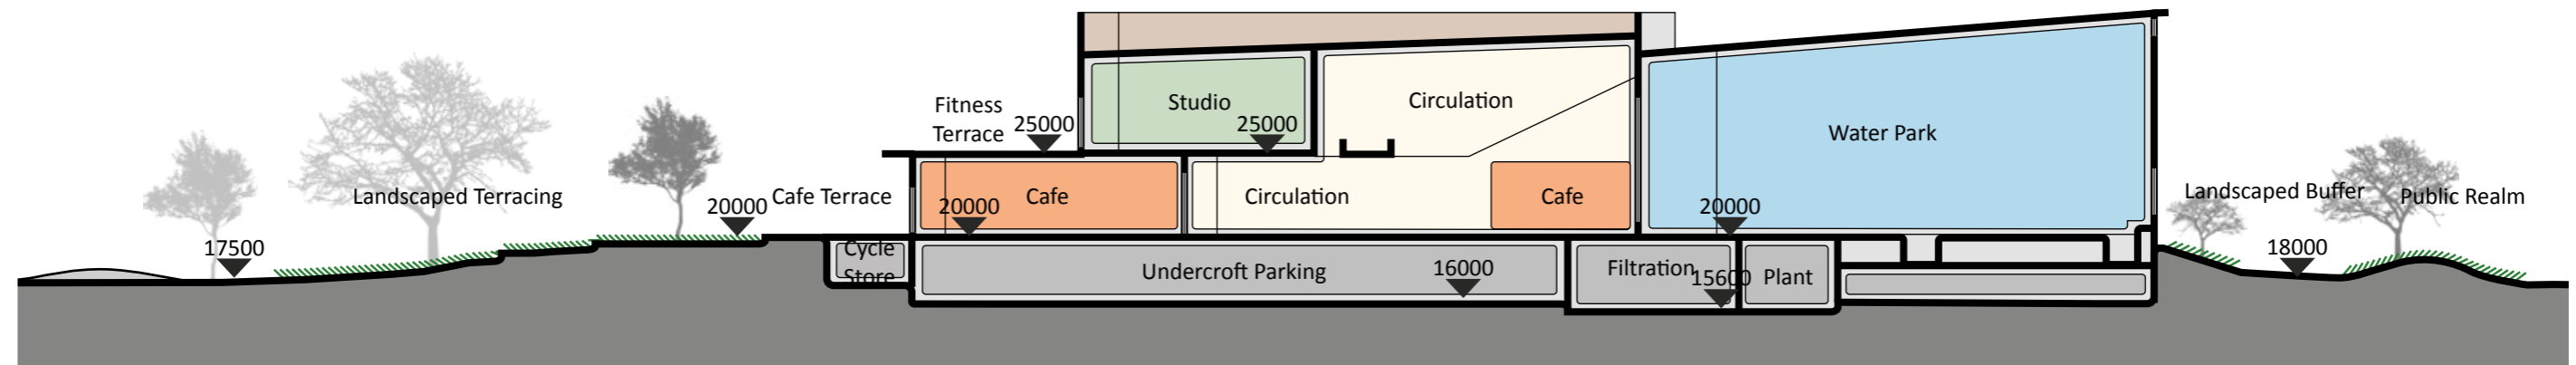 Fitness
Terrace
25000
Studio
25000
Circulation
Water Park
Landscaped Terracing
20000
Cafe Terrace
20000
Cafe
Circulation
Cafe
20000
Landscaped Buffer
Public Realm
17500
Cycle
Store
Undercroft Parking
16000
Filtration
15600
Plant
18000